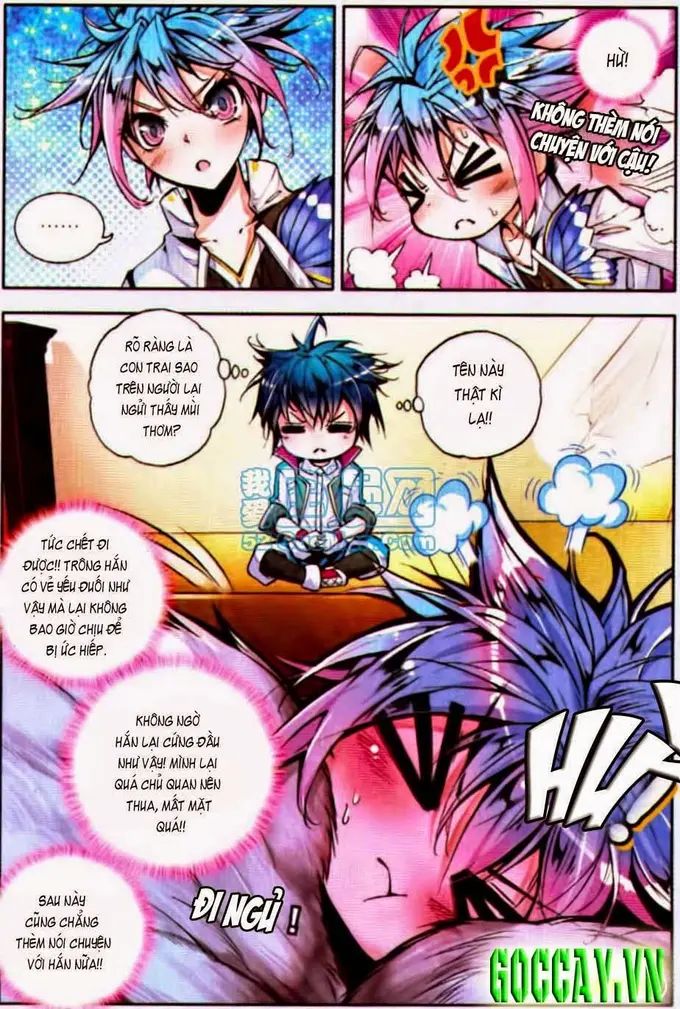 ......
HỪ!
KHÔNG THÈM NÓI
CHUYỆN VỚI CẬU!
RÕ RÀNG LÀ
CON TRAI SAO
TRÊN NGƯỜI LẠI
NGỬI THẤY MÙI
THƠM?
TÊN NÀY
THẬT KÌ
LẠ!!
TỨC CHẾT ĐI
ĐƯỢC!! TRÔNG HẮN
CÓ VẺ YẾU ĐUỐI NHƯ
VẬY MÀ LẠI KHÔNG
BAO GIỜ CHỊU ĐỂ
BỊ ỨC HIẾP.
KHÔNG NGỜ
HẮN LẠI CỨNG ĐẦU
NHƯ VẬY! MÌNH LẠI
QUÁ CHỦ QUAN NÊN
THUA, MẤT MẶT
QUÁ!!
HƯ!
SAU NÀY
CŨNG CHẲNG
THÈM NÓI CHUYỆN
VỚI HẮN NỮA!!
ĐI NGỦ !
GOCCAY.VN